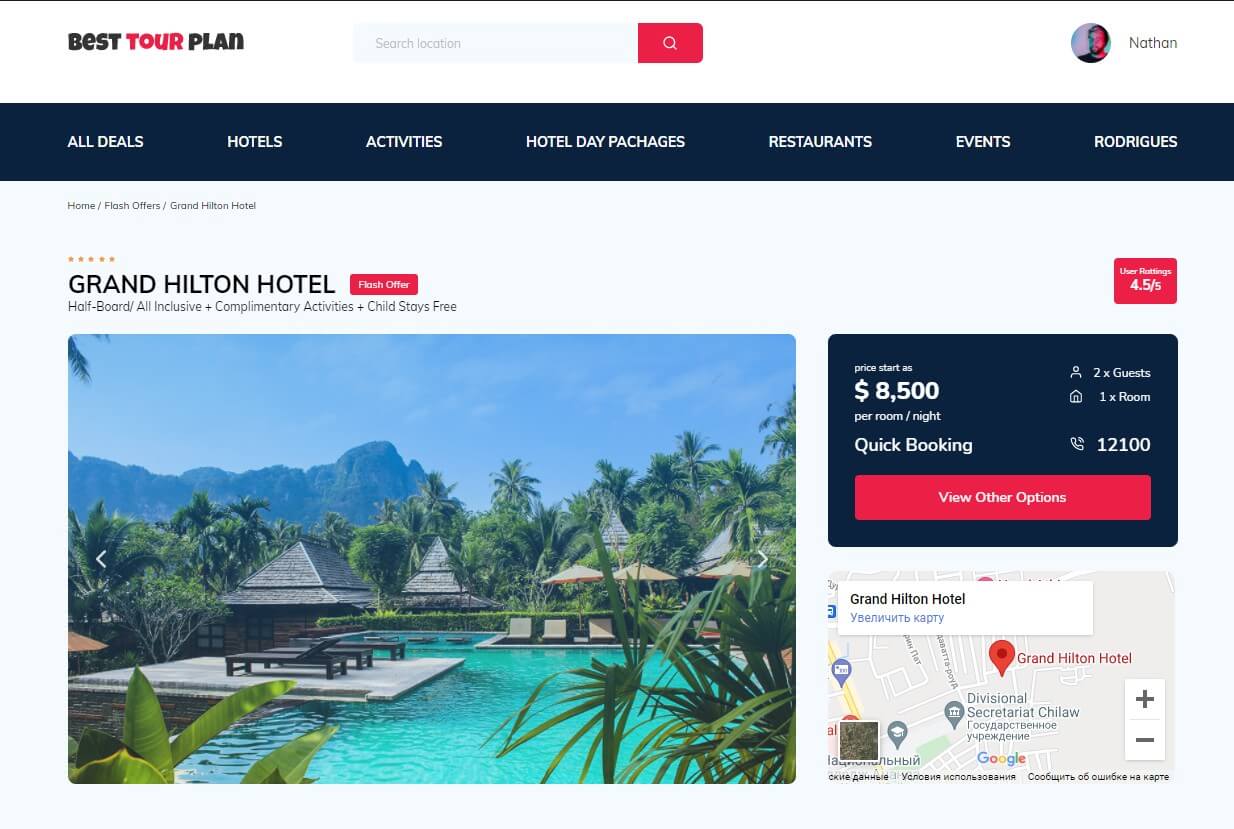 BEST TOUR PLAN
Search location
Nathan
ALL DEALS
HOTELS
ACTIVITIES
HOTEL DAY PACHAGES
RESTAURANTS
EVENTS
RODRIGUES
Home / Flash Offers / Grand Hilton Hotel
GRAND HILTON HOTEL
Flash Offer
Half-Board/ All Inclusive + Complimentary Activities + Child Stays Free
User Rattings
4.5/5
price start as
$ 8,500
per room / night
2 x Guests
1 x Room
Quick Booking
12100
View Other Options
Grand Hilton Hotel
Увеличить карту
Grand Hilton Hotel
Divisional
Secretariat Chilaw
Государственное
учреждение
Google
ские данные
Условия использования
Сообщить об ошибке на карте